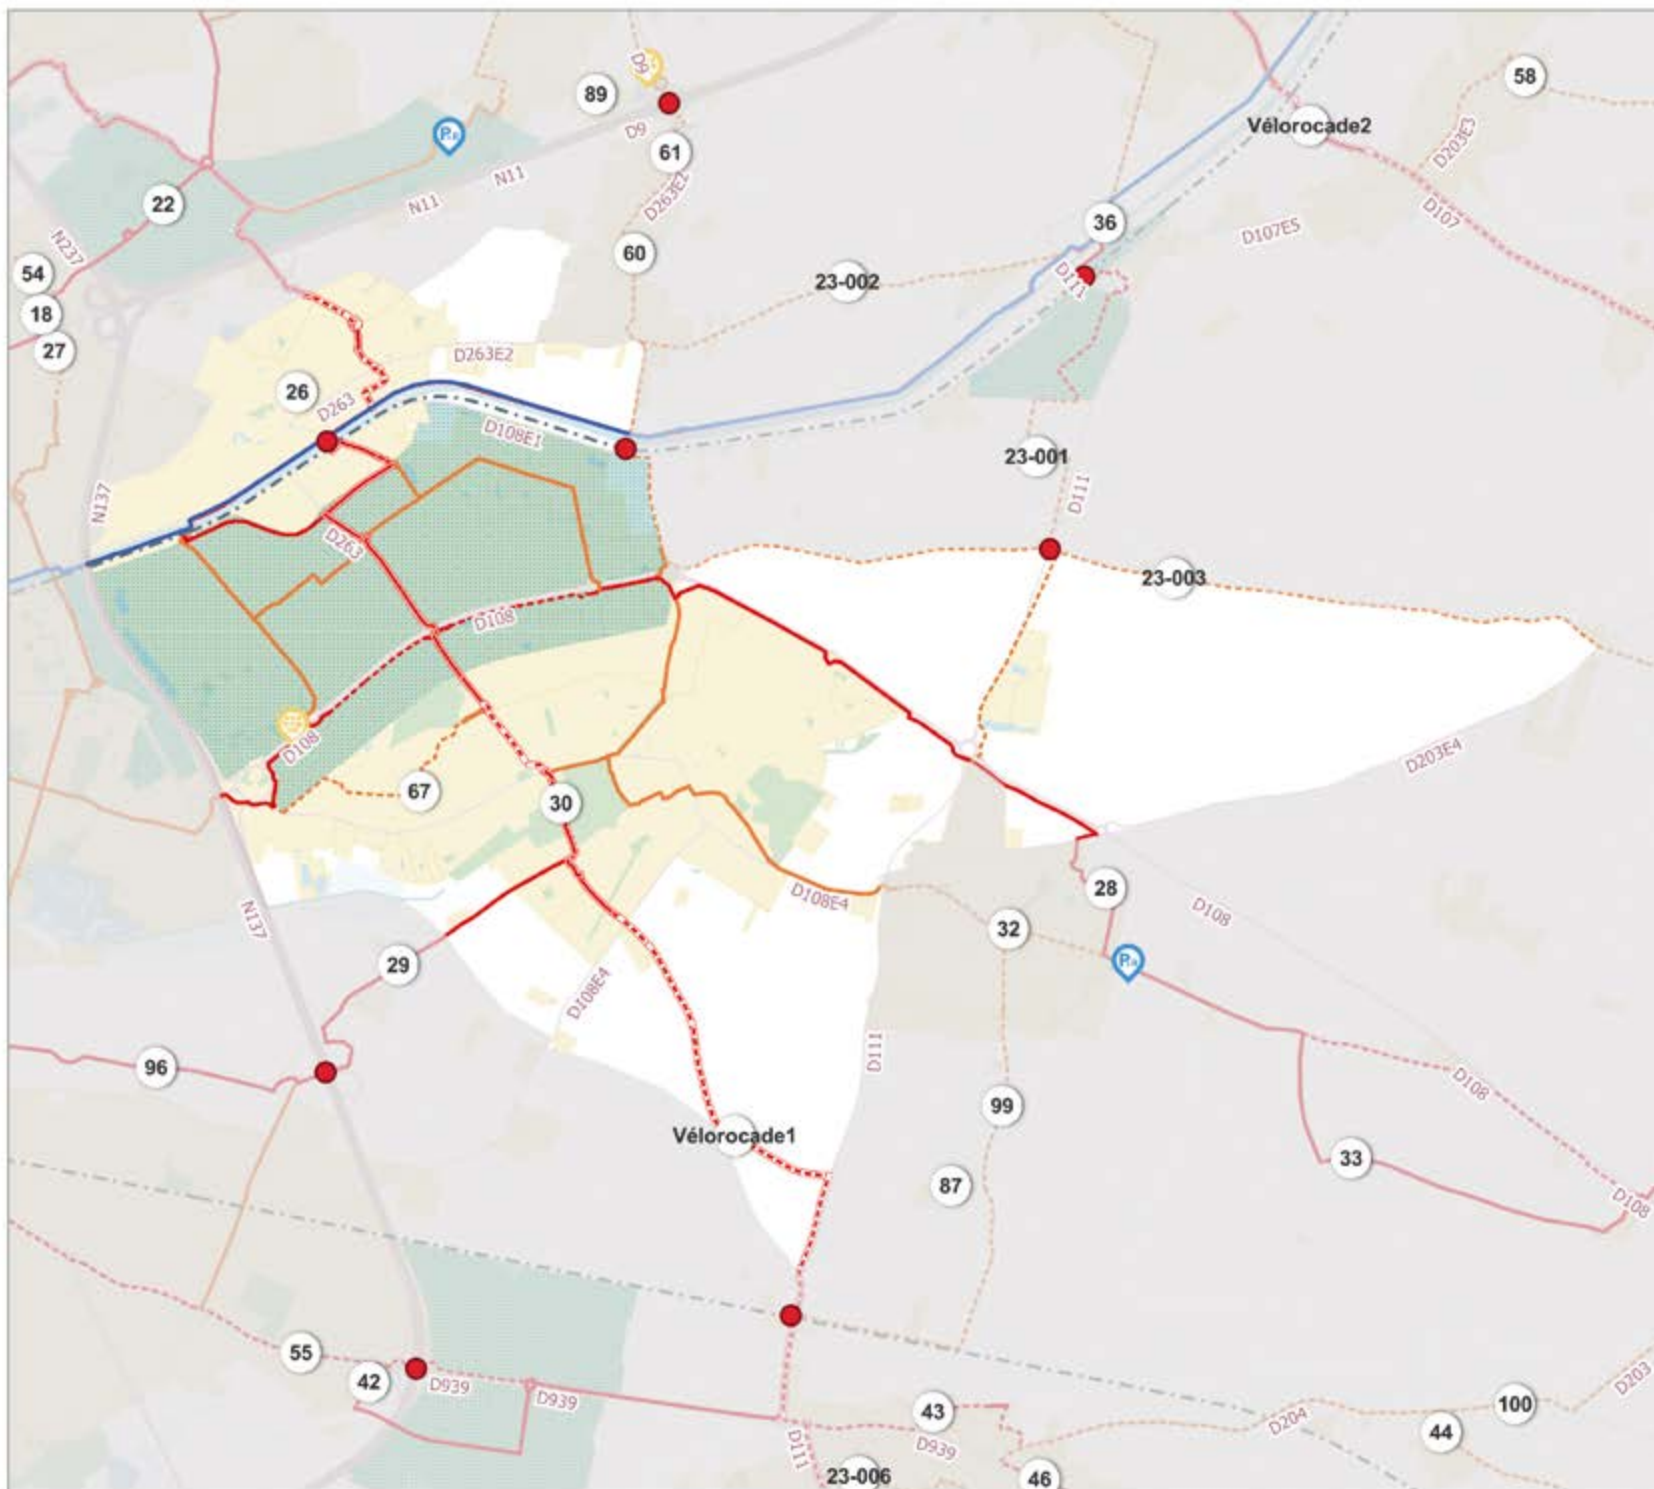 58
D9
89
Vélorocade2
D9
D203E3
61
N11
D263E2
22
N11
D107
36
D107E5
N237
60
54
23-002
D111
18
27
D263E2
26
D263
D108E1
23-001
N137
D111
D263
23-003
D108
D108
D203E4
67
30
D108E4
28
D108
N137
32
29
D108E4
D111
96
D108
99
Vélorocade1
33
87
D108
55
42
D939
D203
D939
43
100
D204
44
D111
D939
23-006
46